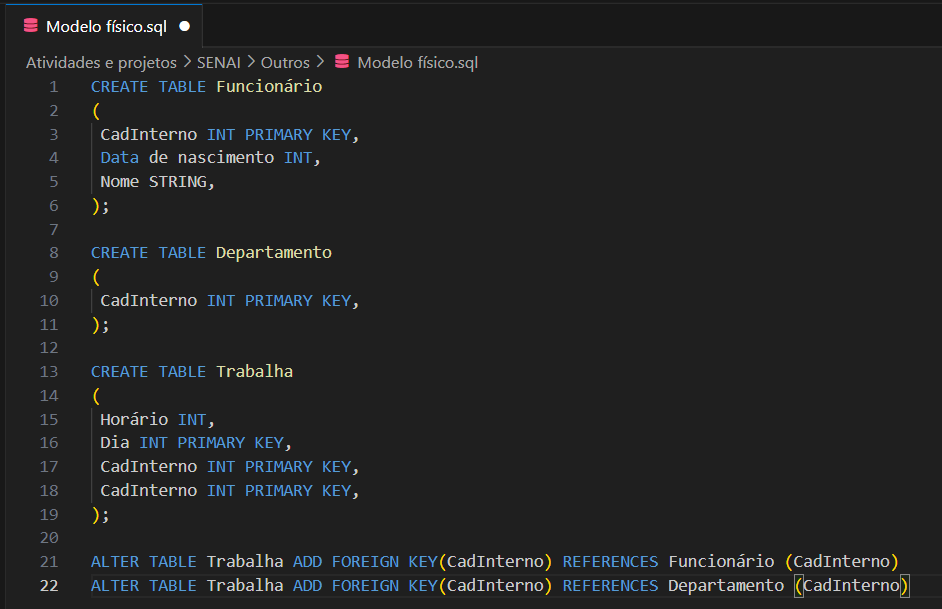 Modelo físico.sql
Atividades e projetos > SENAI > Outros > Modelo físico.sql
1 CREATE TABLE Funcionário
2 (
3 CadInterno INT PRIMARY KEY,
4 Data de nascimento INT,
5 Nome STRING,
6 );
7
8 CREATE TABLE Departamento
9 (
10 CadInterno INT PRIMARY KEY,
11 );
12
13 CREATE TABLE Trabalha
14 (
15 Horário INT,
16 Dia INT PRIMARY KEY,
17 CadInterno INT PRIMARY KEY,
18 CadInterno INT PRIMARY KEY,
19 );
20
21 ALTER TABLE Trabalha ADD FOREIGN KEY(CadInterno) REFERENCES Funcionário (CadInterno)
22 ALTER TABLE Trabalha ADD FOREIGN KEY(CadInterno) REFERENCES Departamento (CadInterno)